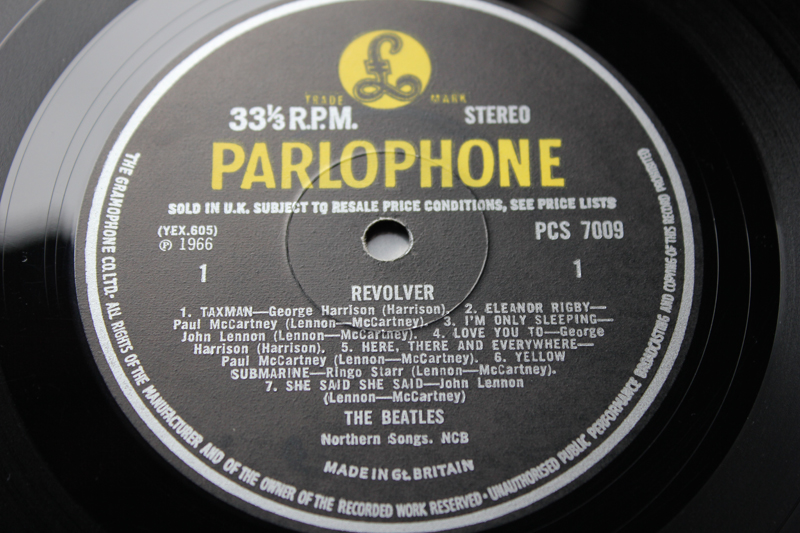 £
TRADE MARK
33⅓ R.P.M. STEREO
PARLOPHONE
SOLD IN U.K. SUBJECT TO RESALE PRICE CONDITIONS, SEE PRICE LISTS
(YEX.605) PCS 7009
℗ 1966
1 1
REVOLVER
1. TAXMAN—George Harrison (Harrison). 2. ELEANOR RIGBY—
Paul McCartney (Lennon—McCartney). 3. I'M ONLY SLEEPING—
John Lennon (Lennon—McCartney). 4. LOVE YOU TO—George
Harrison (Harrison). 5. HERE, THERE AND EVERYWHERE—
Paul McCartney (Lennon—McCartney). 6. YELLOW
SUBMARINE—Ringo Starr (Lennon—McCartney).
7. SHE SAID SHE SAID—John Lennon
(Lennon—McCartney)
THE BEATLES
Northern Songs. NCB
MADE IN Gt. BRITAIN
THE GRAMOPHONE CO. LTD. · ALL RIGHTS OF THE MANUFACTURER AND OF THE OWNER OF THE RECORDED WORK RESERVED · UNAUTHORISED PUBLIC PERFORMANCE BROADCASTING AND COPYING OF THIS RECORD PROHIBITED